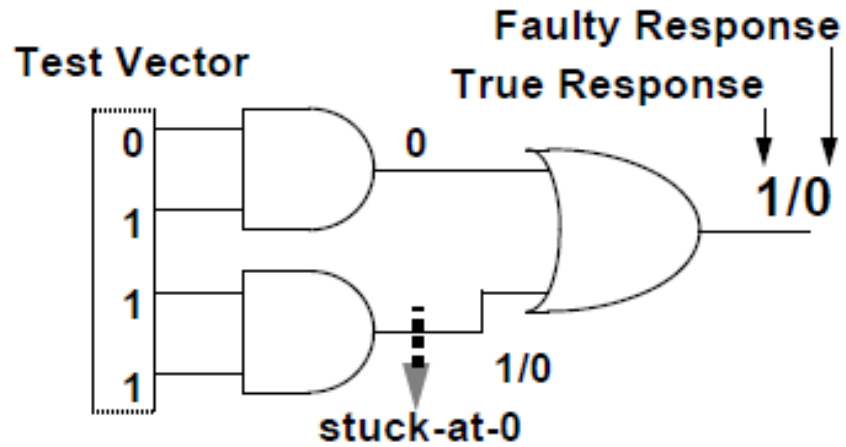 Faulty Response
Test Vector
True Response
0
0
1/0
1
1
1/0
1
stuck-at-0